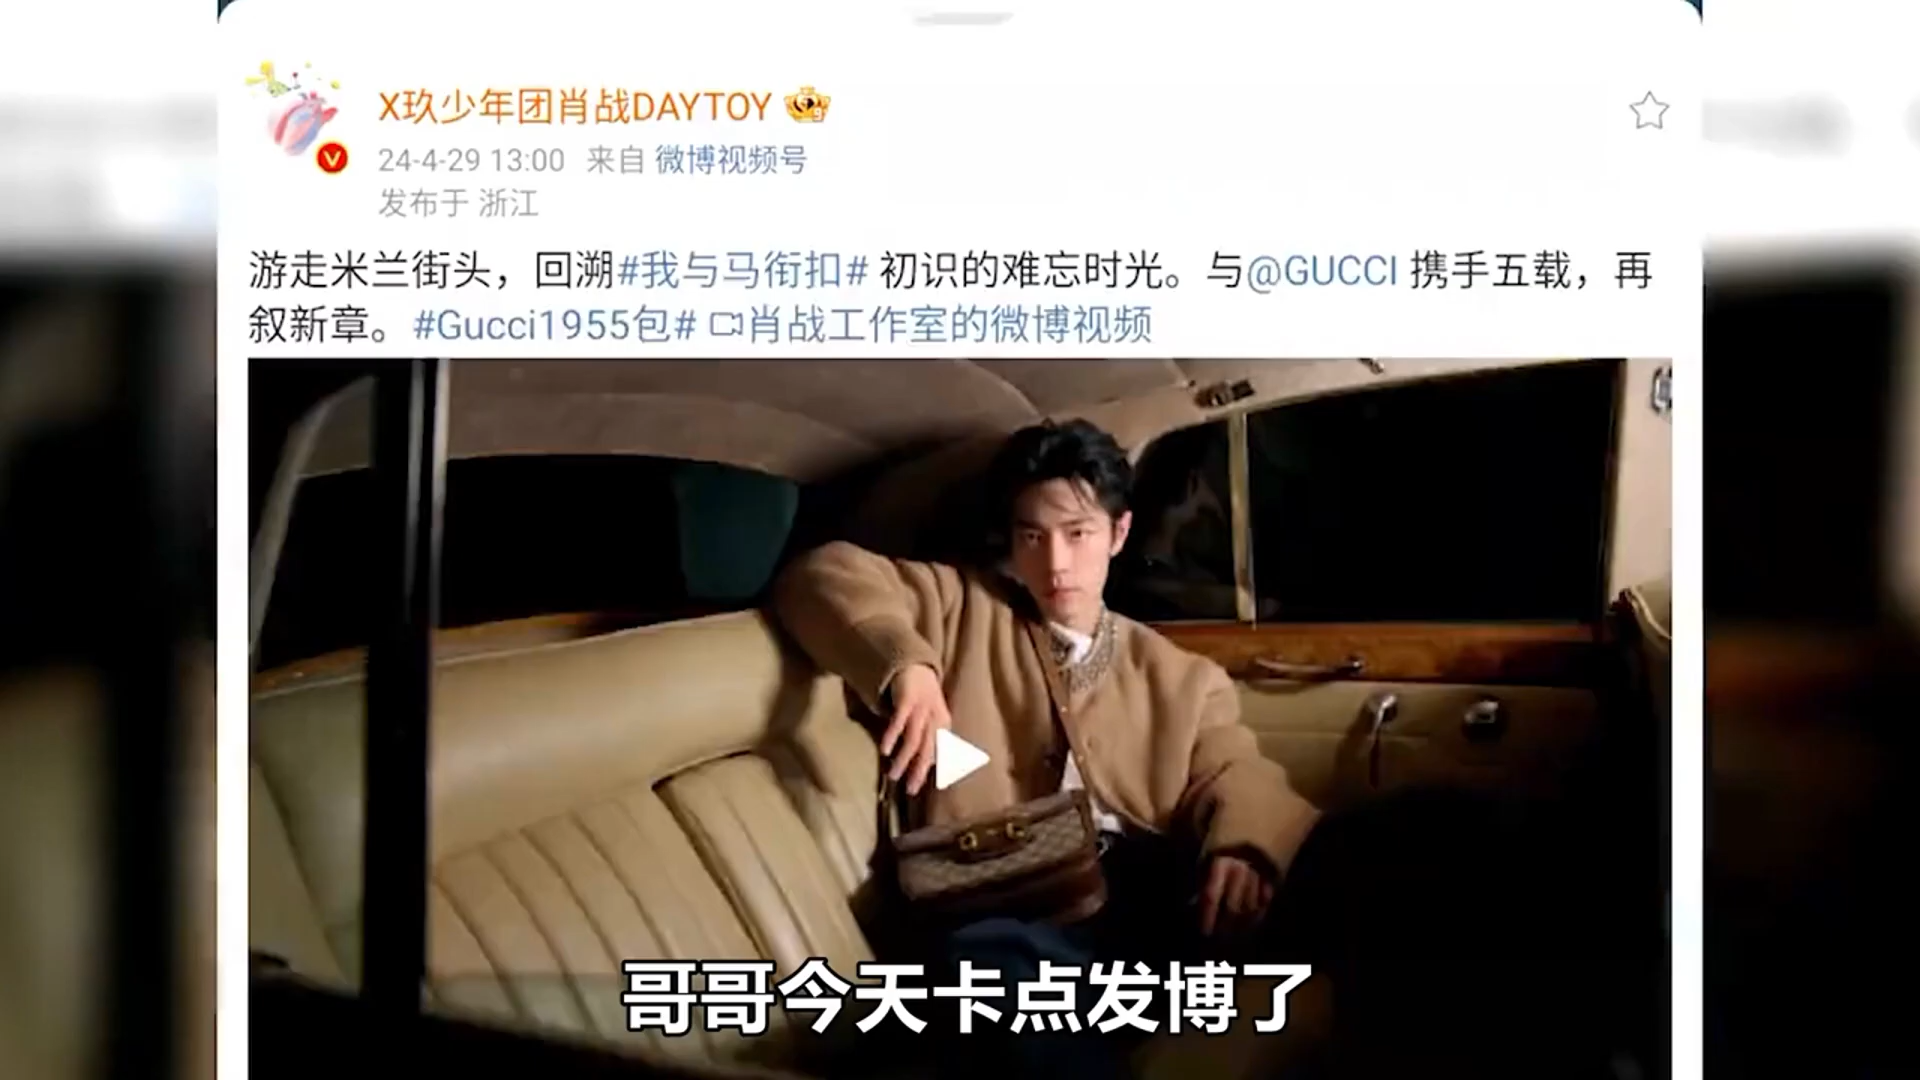 X玖少年团肖战DAYTOY
24-4-29 13:00 来自 微博视频号
发布于 浙江
游走米兰街头，回溯#我与马衔扣# 初识的难忘时光。与@GUCCI 携手五载，再
叙新章。#Gucci1955包# 肖战工作室的微博视频
哥哥今天卡点发博了